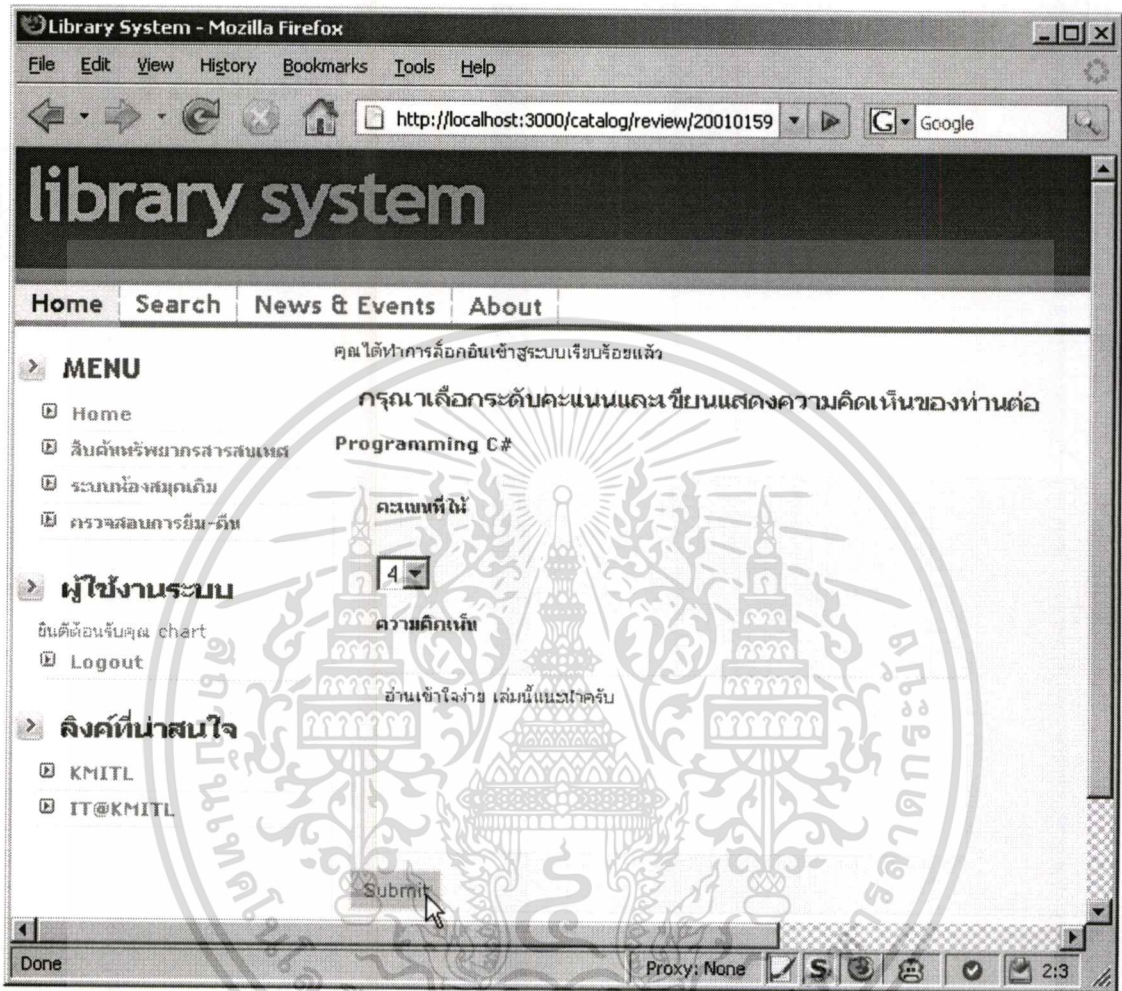 Library System - Mozilla Firefox
File Edit View History Bookmarks Tools Help
http://localhost:3000/catalog/review/20010159
Google
library system
Home Search News & Events About
MENU
Home
สืบค้นทรัพยากรสารสนเทศ
ระบบห้องสมุดเดิม
ตรวจสอบการยืม-คืน
ผู้ใช้งานระบบ
ยินดีต้อนรับคุณ chart
Logout
ลิงค์ที่น่าสนใจ
KMITL
IT@KMITL
คุณได้ทำการล็อกอินเข้าสู่ระบบเรียบร้อยแล้ว
กรุณาเลือกระดับคะแนนและเขียนแสดงความคิดเห็นของท่านต่อ
Programming C#
คะแนนที่ให้
4
ความคิดเห็น
อ่านเข้าใจง่าย เล่มนี้แนะนำครับ
Submit
Done
Proxy: None
2:3